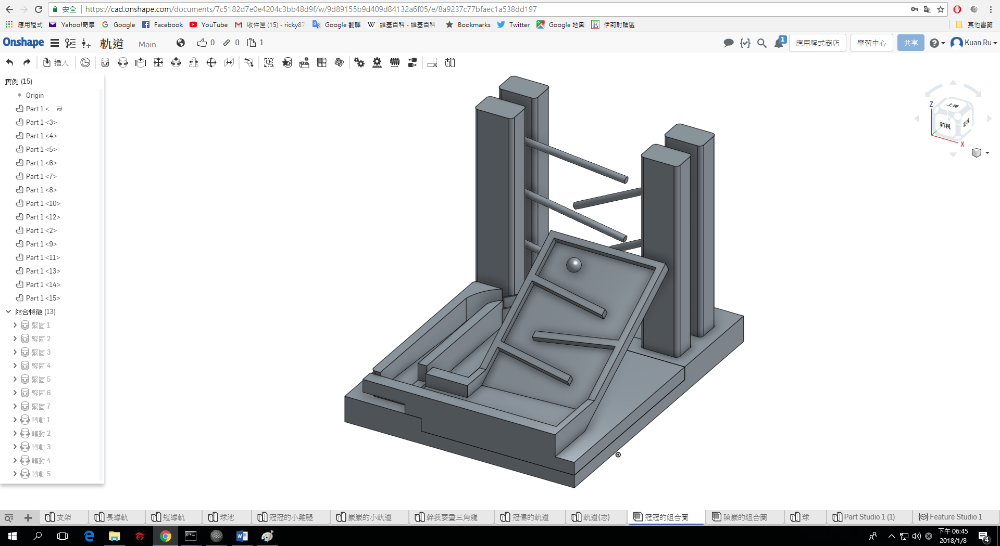 安全 | https://cad.onshape.com/documents/7c5182d7e0e4204c3bb48d9f/w/9d89155b9d409d84132a6f05/e/8a9237c77bfaec1a538dd197
應用程式 Yahoo!奇摩 Google Facebook YouTube 收件匣 (15) - ricky87 Google 翻譯 維基百科 - 維基百科 Bookmarks Twitter Google 地圖 伊莉討論區 其他書籤
Onshape 軌道 Main 0 0 1 1 應用程式商店 學習中心 共享 Kuan Ru
插入
實例 (15)
Origin
Part 1 <...
Part 1 <3>
Part 1 <4>
Part 1 <5>
Part 1 <6>
Part 1 <7>
Part 1 <8>
Part 1 <10>
Part 1 <12>
Part 1 <2>
Part 1 <9>
Part 1 <11>
Part 1 <13>
Part 1 <14>
Part 1 <15>
結合特徵 (13)
緊固 1
緊固 2
緊固 3
緊固 4
緊固 5
緊固 6
緊固 7
轉動 1
轉動 2
轉動 3
轉動 4
轉動 5
Z
上視
Y
前視
右視
X
支架 長導軌 短導軌 球池 冠冠的小雞腿 嚴嚴的小軌道 幹我要畫三角龍 冠儒的軌道 軌道(志) 冠冠的組合圖 陳嚴的組合圖 球 Part Studio 1 (1) Feature Studio 1
下午 06:45
2018/1/8
4